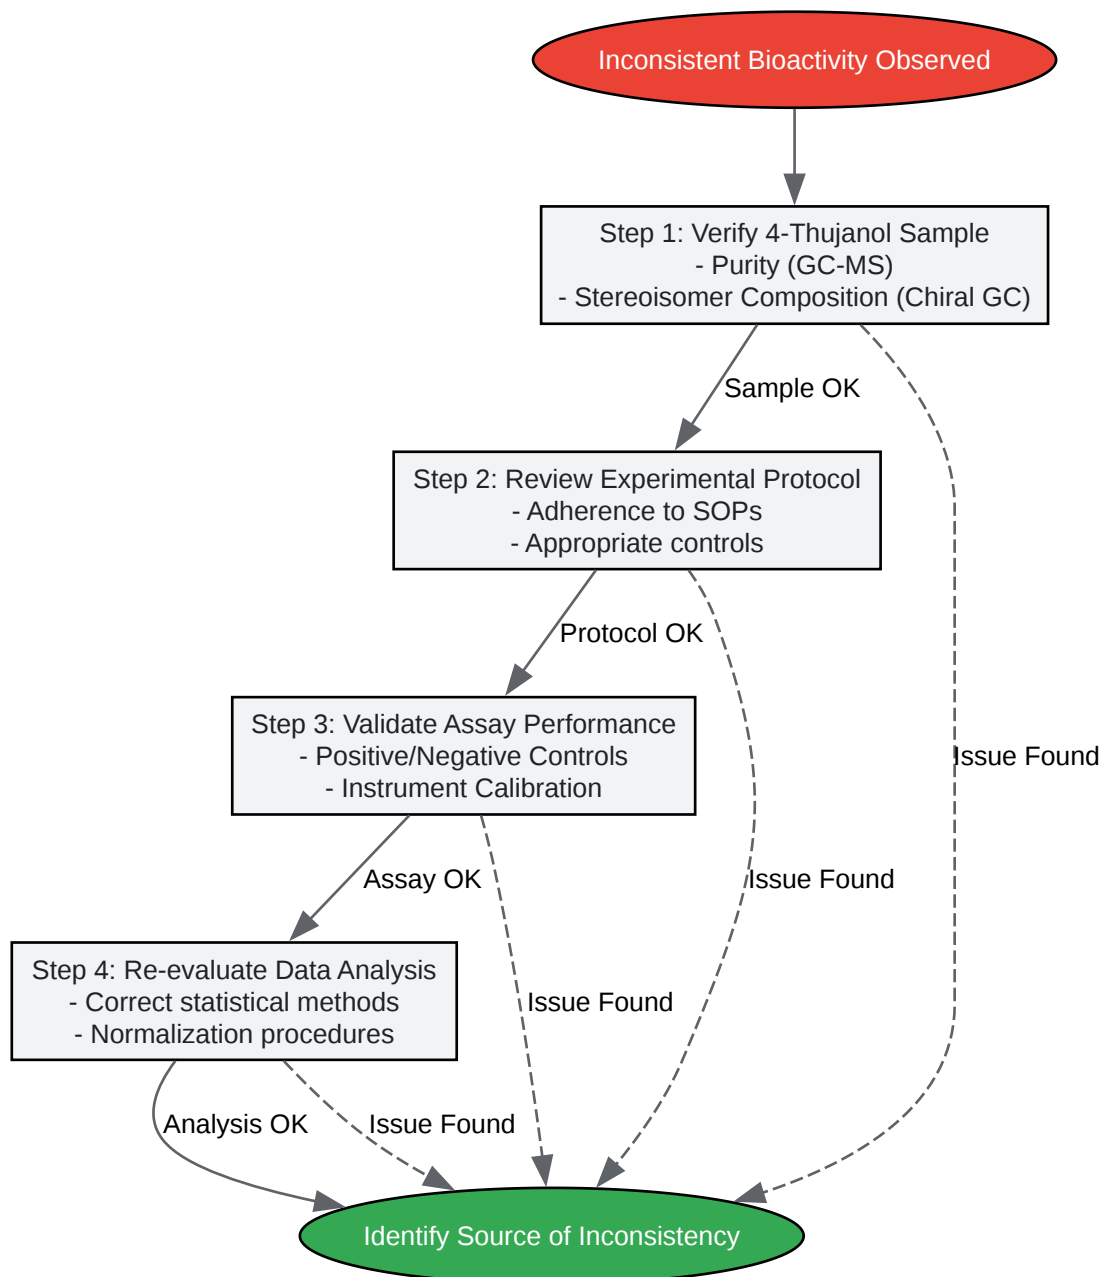 Inconsistent Bioactivity Observed
Step 1: Verify 4-Thujanol Sample
- Purity (GC-MS)
- Stereoisomer Composition (Chiral GC)
Sample OK
Step 2: Review Experimental Protocol
- Adherence to SOPs
- Appropriate controls
Protocol OK
Step 3: Validate Assay Performance
- Positive/Negative Controls
- Instrument Calibration
Issue Found
Assay OK
Issue Found
Step 4: Re-evaluate Data Analysis
- Correct statistical methods
- Normalization procedures
Issue Found
Analysis OK
Issue Found
Identify Source of Inconsistency